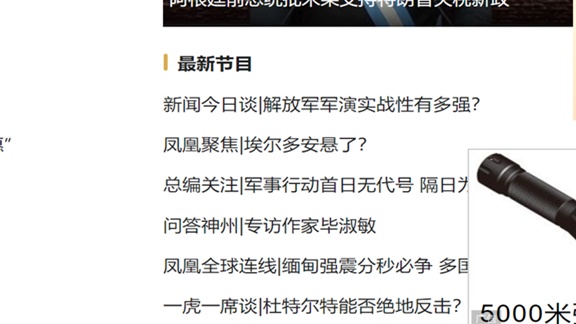 最新节目
新闻今日谈|解放军军演实战性有多强?
凤凰聚焦|埃尔多安悬了?
”
总编关注|军事行动首日无代号 隔日
问答神州|专访作家毕淑敏
凤凰全球连线|缅甸强震分秒必争 多
一虎一席谈|杜特尔特能否绝地反击?
5000米